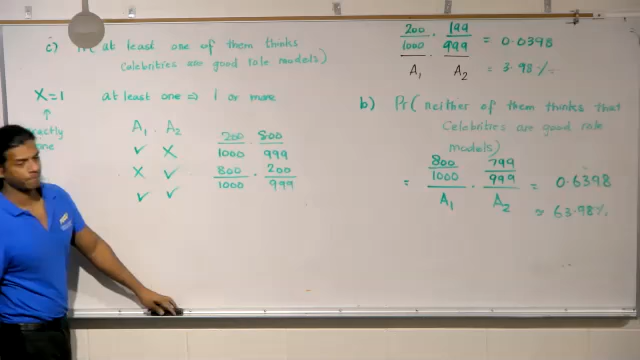 200/1000 · 199/999 = 0.0398
A1 A2 = 3.98%
c) at least one of them thinks
Celebrities are good role models)
X=1 at least one ⇒ 1 or more
↑
exactly
one
A1 A2
✓ X 200/1000 · 800/999
X ✓ 800/1000 · 200/999
✓ ✓
b) Pr( neither of them thinks that
Celebrities are good role
models)
= 800/1000 · 799/999 = 0.6398
A1 A2 = 63.98%